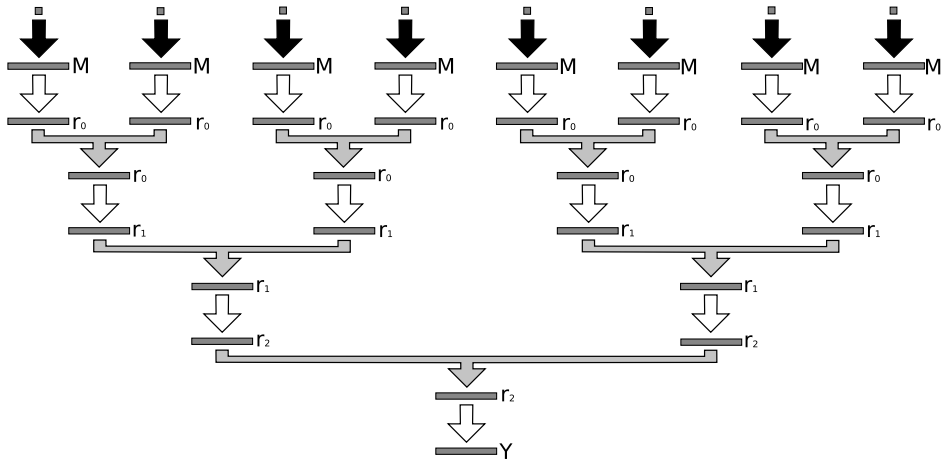 M M M M M M M M
r₀ r₀ r₀ r₀ r₀ r₀ r₀ r₀
r₀ r₀ r₀ r₀
r₁ r₁ r₁ r₁
r₁ r₁
r₂ r₂
r₂
Y